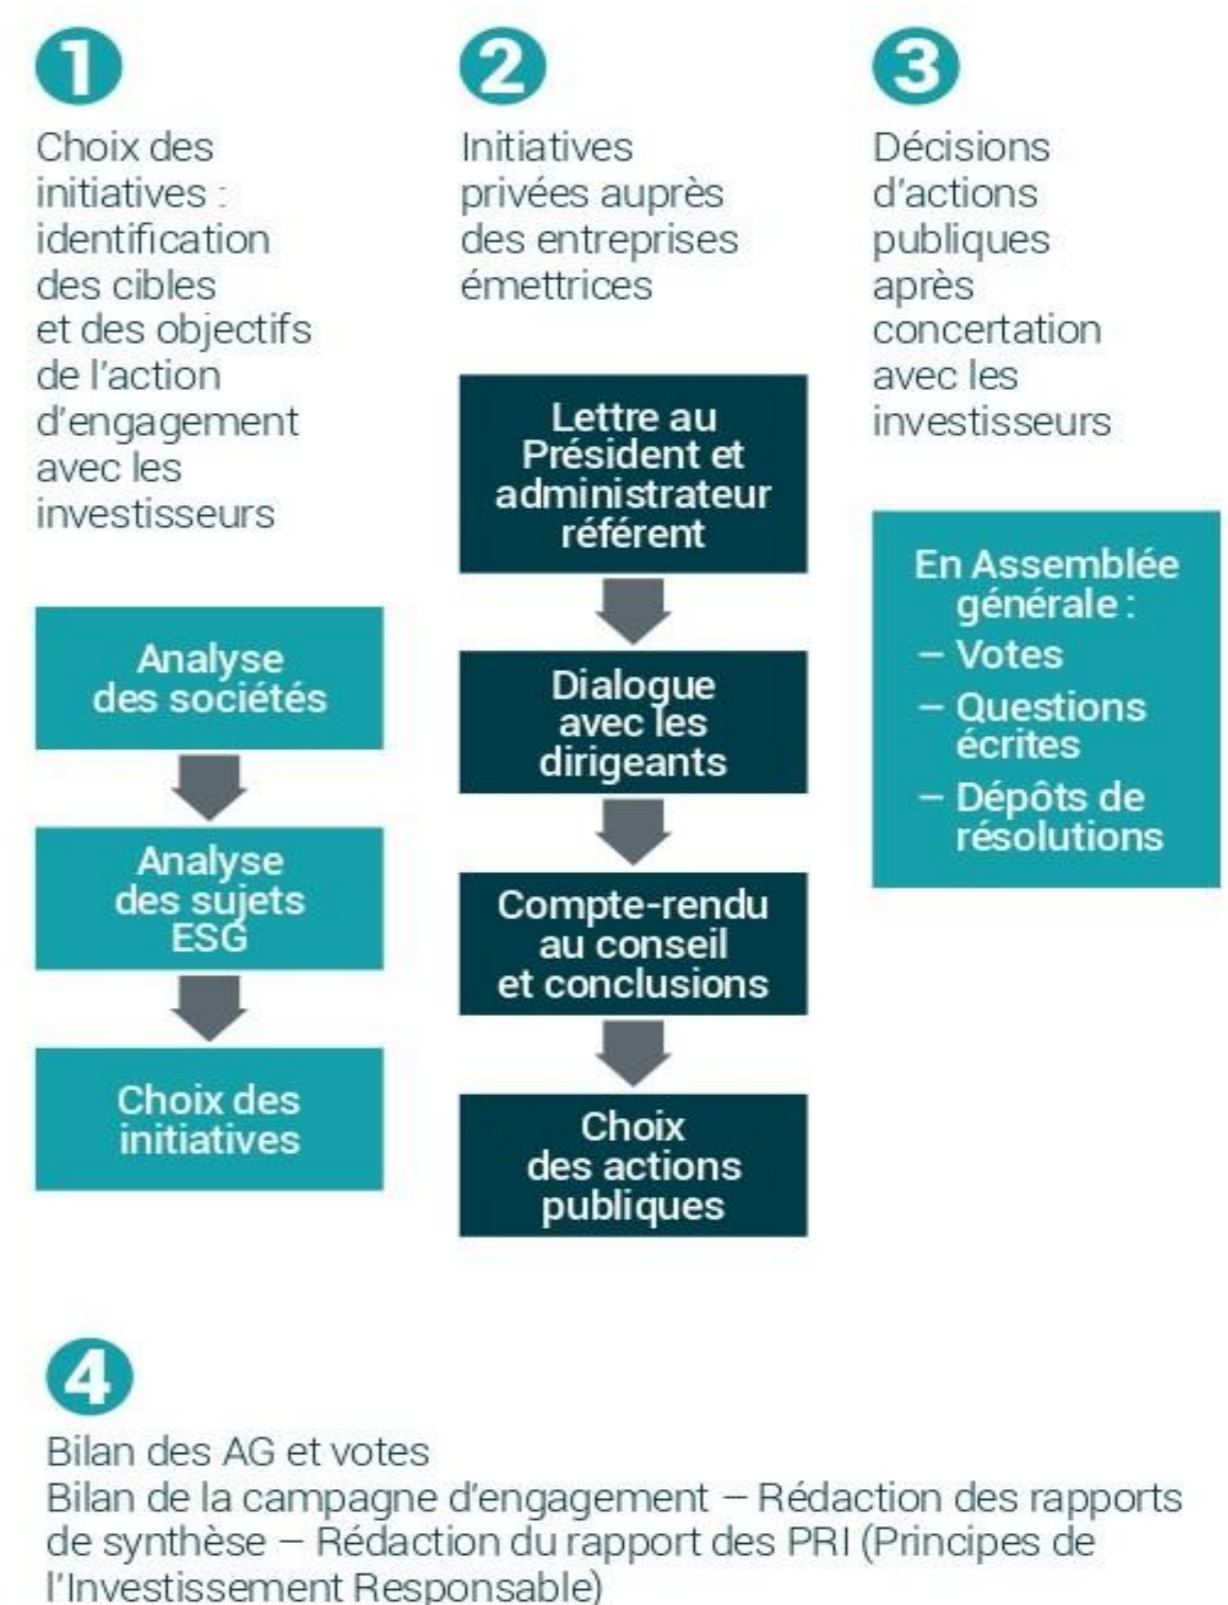 1
Choix des
initiatives :
identification
des cibles
et des objectifs
de l'action
d'engagement
avec les
investisseurs
Analyse
des sociétés
Analyse
des sujets
ESG
Choix des
initiatives
2
Initiatives
privées auprès
des entreprises
émettrices
Lettre au
Président et
administrateur
référent
Dialogue
avec les
dirigeants
Compte-rendu
au conseil
et conclusions
Choix
des actions
publiques
3
Décisions
d'actions
publiques
après
concertation
avec les
investisseurs
En Assemblée
générale :
– Votes
– Questions
écrites
– Dépôts de
résolutions
4
Bilan des AG et votes
Bilan de la campagne d'engagement – Rédaction des rapports
de synthèse – Rédaction du rapport des PRI (Principes de
l'Investissement Responsable)